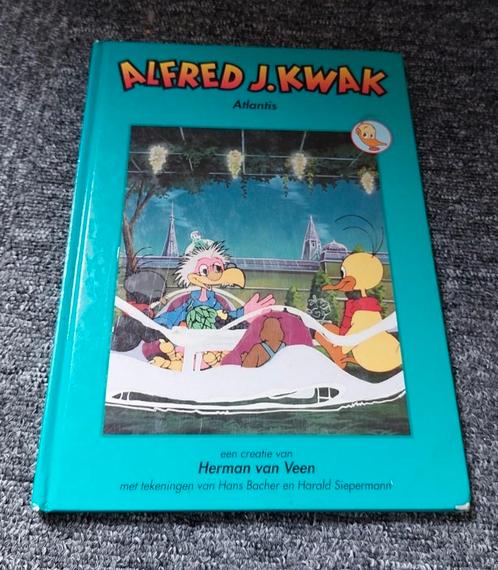 ALFRED J. KWAK
Atlantis
een creatie van
Herman van Veen
met tekeningen van Hans Bacher en Harald Siepermann